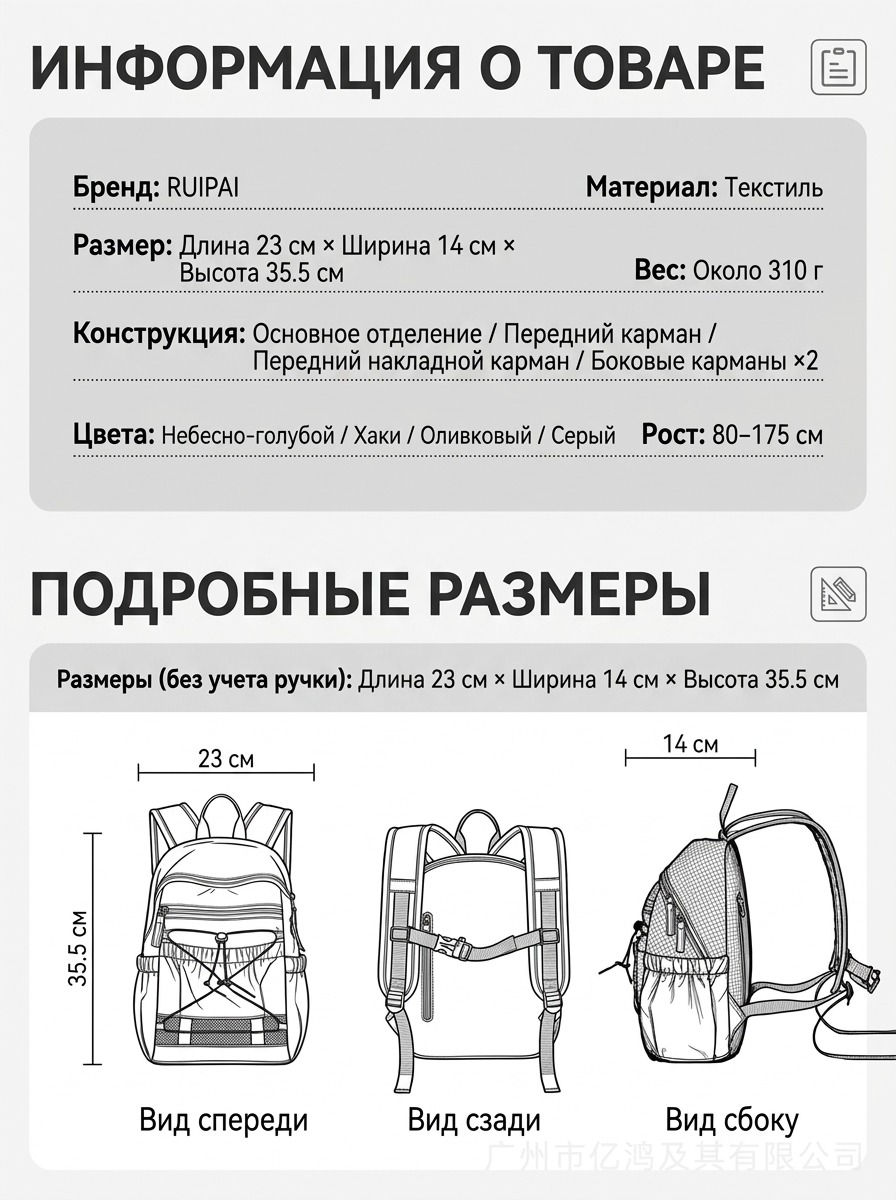 ИНФОРМАЦИЯ О ТОВАРЕ
Бренд: RUIPAI
Материал: Текстиль
Размер: Длина 23 см × Ширина 14 см ×
Высота 35.5 см
Вес: Около 310 г
Конструкция: Основное отделение / Передний карман /
Передний накладной карман / Боковые карманы ×2
Цвета: Небесно-голубой / Хаки / Оливковый / Серый
Рост: 80–175 см
ПОДРОБНЫЕ РАЗМЕРЫ
Размеры (без учета ручки): Длина 23 см × Ширина 14 см × Высота 35.5 см
23 см
14 см
35.5 см
Вид спереди
Вид сзади
Вид сбоку
广州市亿鸿及其有限公司